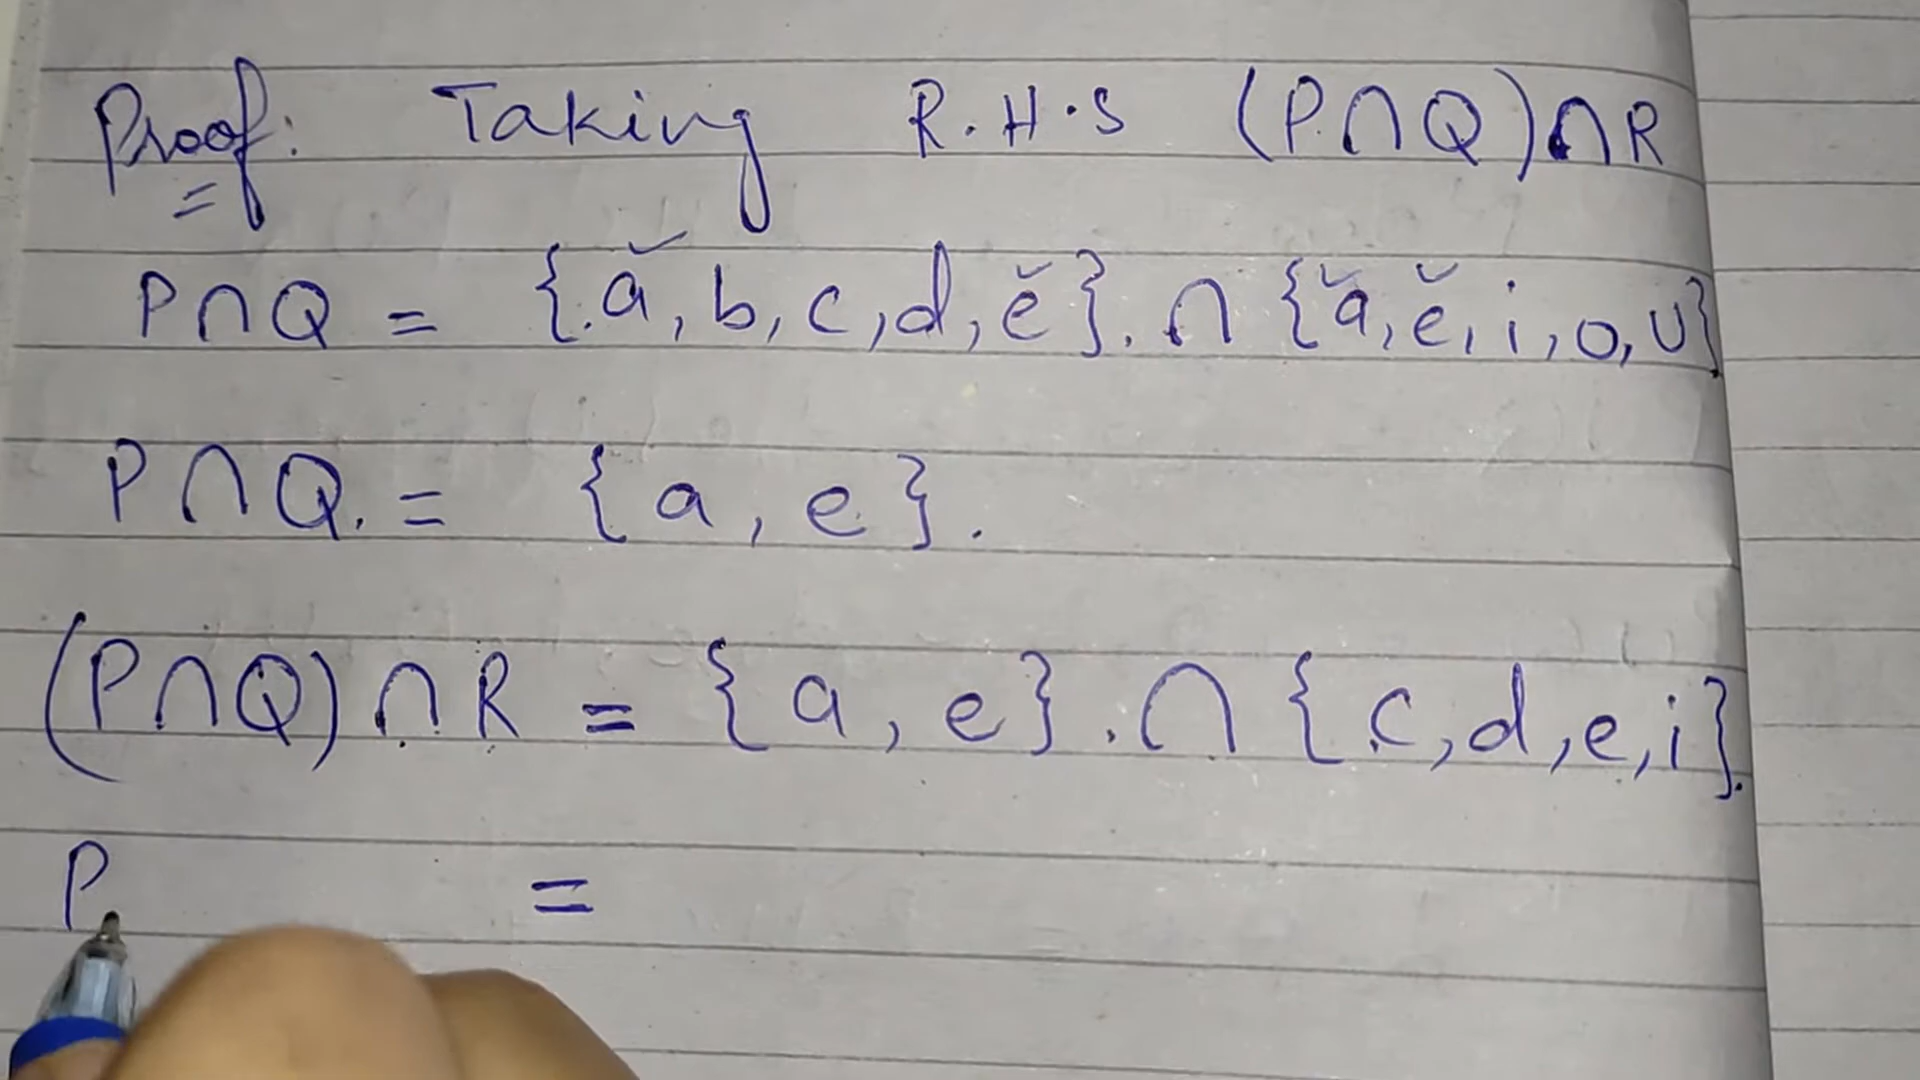 Proof: Taking R.H.S (P∩Q)∩R
P∩Q = {a, b, c, d, e}. ∩ {a, e, i, o, u}
P∩Q. = {a, e}.
(P∩Q)∩R = {a, e}. ∩ {c, d, e, i}.
P =